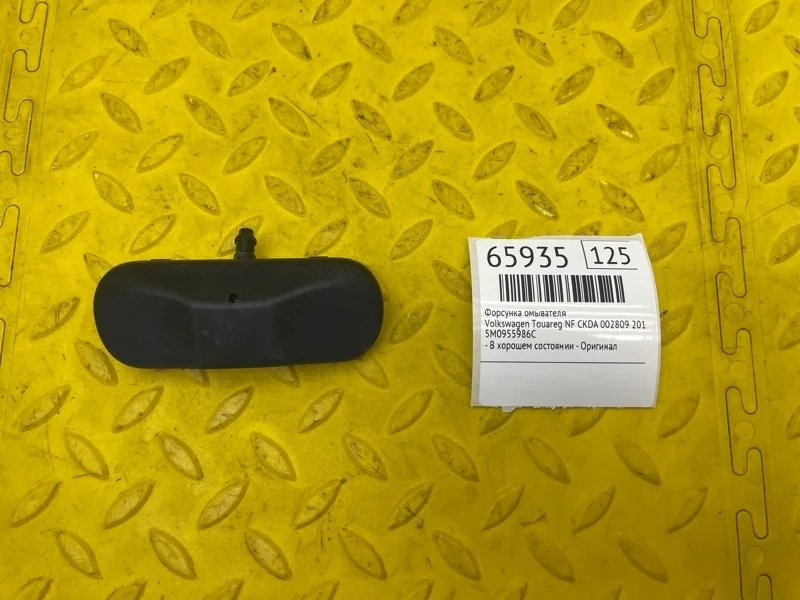 65935 125
Форсунка омывателя
Volkswagen Touareg NF CKDA 002809 201
5M0955986C
- В хорошем состоянии - Оригинал